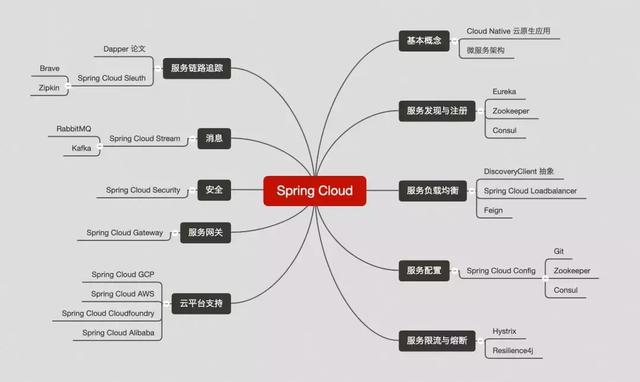 Spring Cloud
基本概念
Cloud Native 云原生应用
微服务架构
服务发现与注册
Eureka
Zookeeper
Consul
服务负载均衡
DiscoveryClient 抽象
Spring Cloud Loadbalancer
Feign
服务配置
Spring Cloud Config
Git
Zookeeper
Consul
服务限流与熔断
Hystrix
Resilience4j
服务链路追踪
Dapper 论文
Spring Cloud Sleuth
Brave
Zipkin
消息
Spring Cloud Stream
RabbitMQ
Kafka
安全
Spring Cloud Security
服务网关
Spring Cloud Gateway
云平台支持
Spring Cloud GCP
Spring Cloud AWS
Spring Cloud Cloudfoundry
Spring Cloud Alibaba